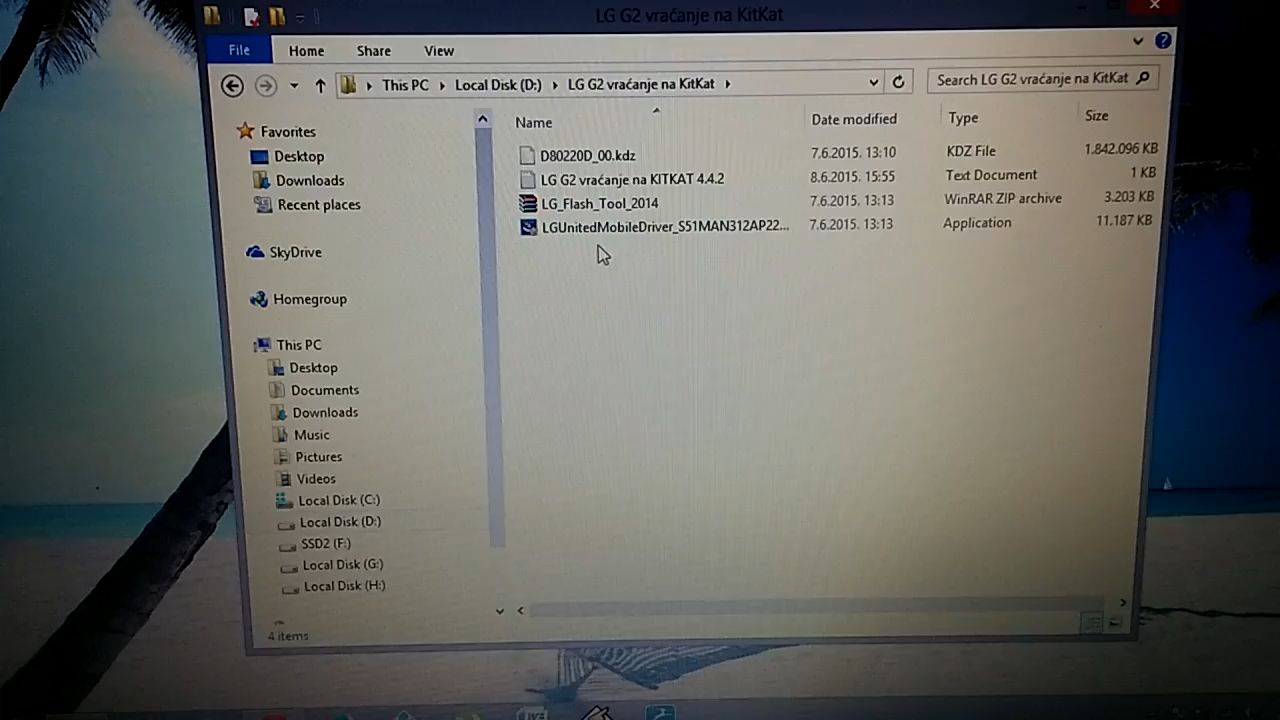 LG G2 vraćanje na KitKat
File Home Share View
This PC Local Disk (D:) LG G2 vraćanje na KitKat
Search LG G2 vraćanje na KitKat
Name Date modified Type Size
D80220D_00.kdz 7.6.2015. 13:10 KDZ File 1.842.096 KB
LG G2 vraćanje na KITKAT 4.4.2 8.6.2015. 15:55 Text Document 1 KB
LG_Flash_Tool_2014 7.6.2015. 13:13 WinRAR ZIP archive 3.203 KB
LGUnitedMobileDriver_S51MAN312AP22... 7.6.2015. 13:13 Application 11.187 KB
Favorites
Desktop
Downloads
Recent places
SkyDrive
Homegroup
This PC
Desktop
Documents
Downloads
Music
Pictures
Videos
Local Disk (C:)
Local Disk (D:)
SSD2 (F:)
Local Disk (G:)
Local Disk (H:)
4 items